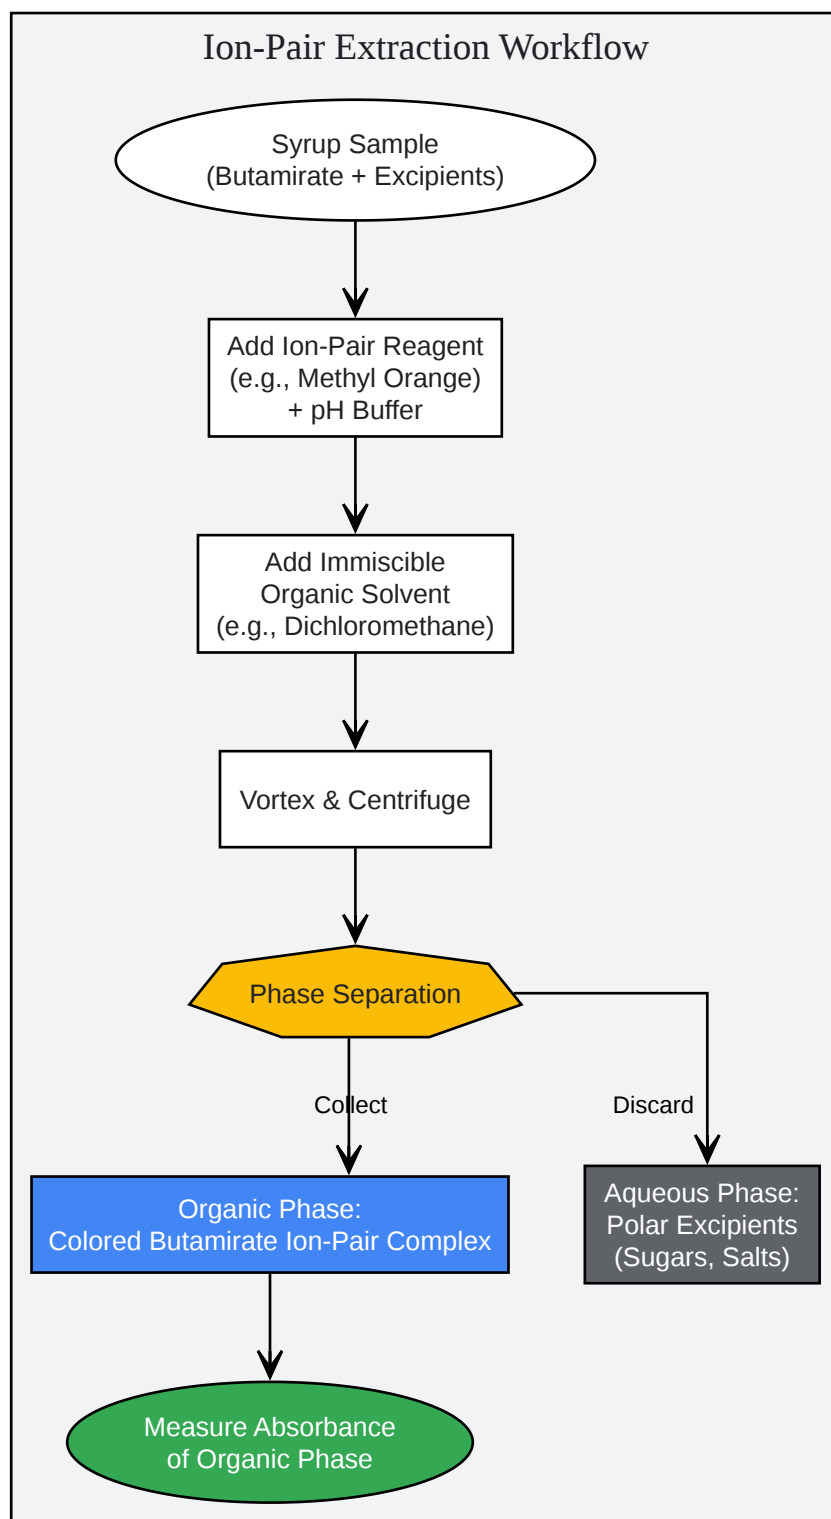 Ion-Pair Extraction Workflow
Syrup Sample
(Butamirate + Excipients)
Add Ion-Pair Reagent
(e.g., Methyl Orange)
+ pH Buffer
Add Immiscible
Organic Solvent
(e.g., Dichloromethane)
Vortex & Centrifuge
Phase Separation
Collect
Discard
Organic Phase:
Colored Butamirate Ion-Pair Complex
Aqueous Phase:
Polar Excipients
(Sugars, Salts)
Measure Absorbance
of Organic Phase